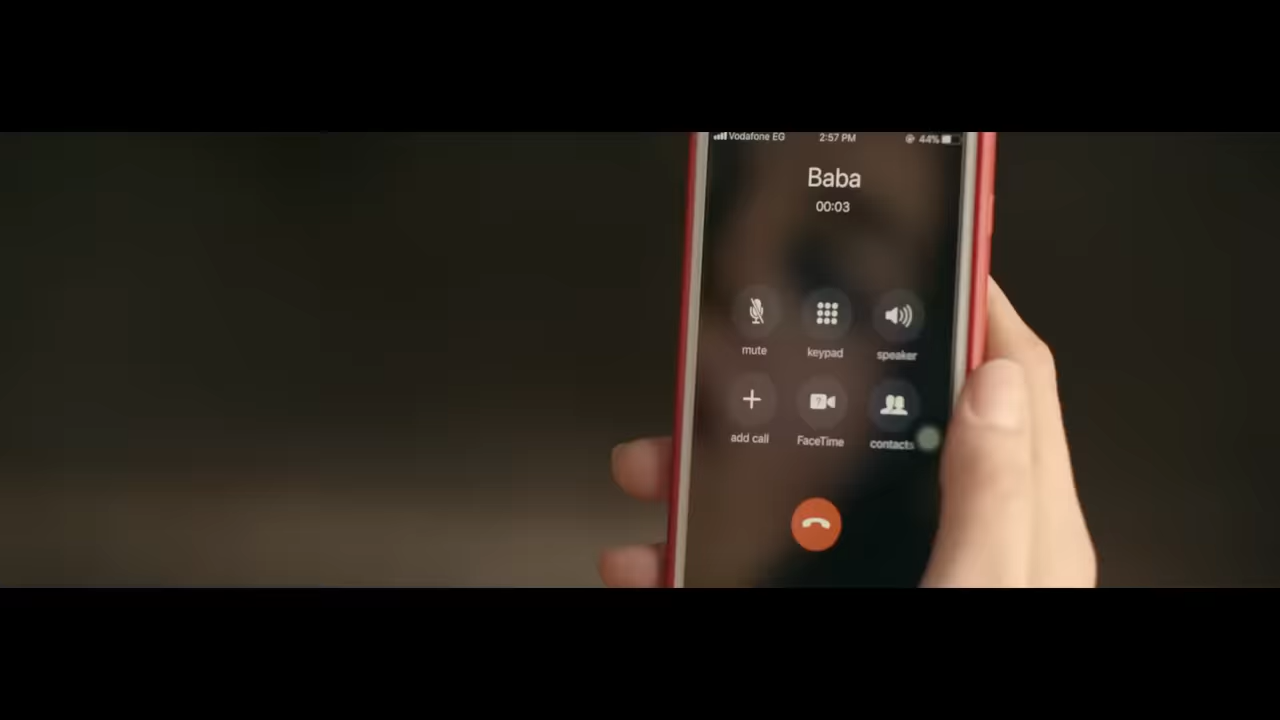 Vodafone EG 2:57 PM 44%
Baba
00:03
mute keypad speaker
add call FaceTime contacts